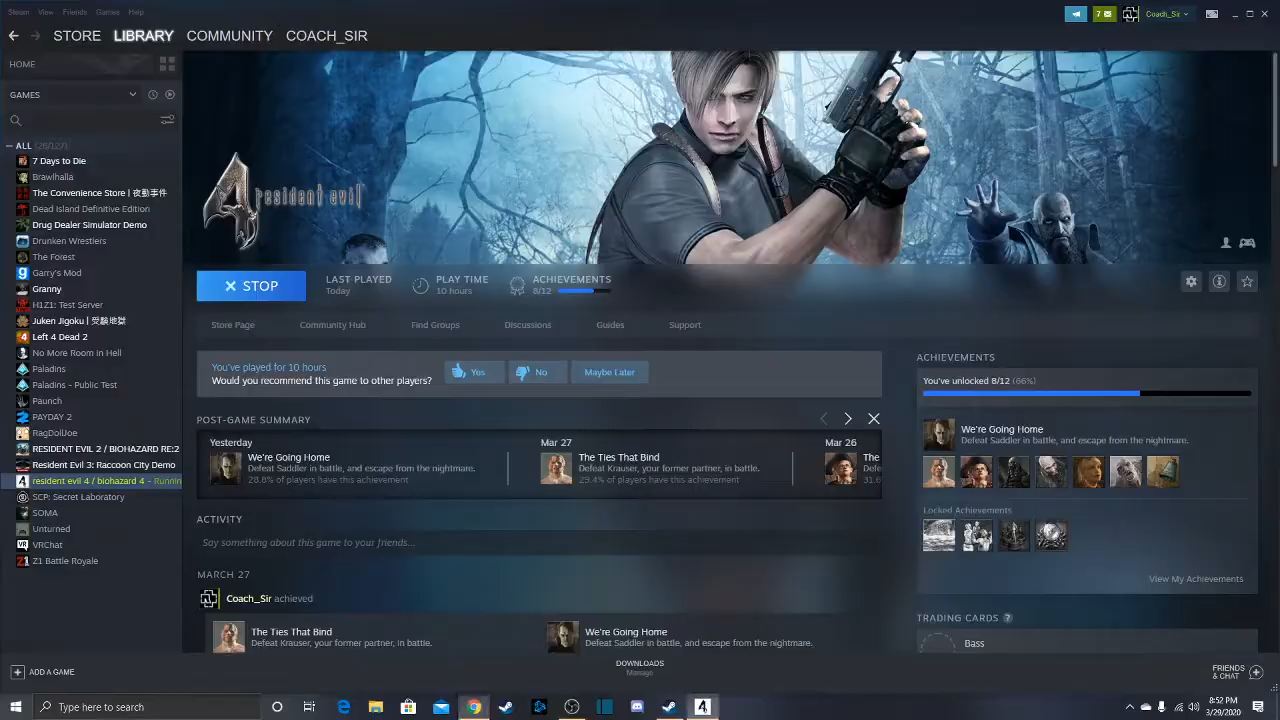 Steam View Friends Games Help
7
Coach_Sir
STORE LIBRARY COMMUNITY COACH_SIR
HOME
GAMES
ALL
7 Days to Die
Brawlhalla
The Convenience Store | 夜勤事件
Dead Island Definitive Edition
Drug Dealer Simulator Demo
Drunken Wrestlers
The Forest
Garry's Mod
Granny
H1Z1: Test Server
Juken Jigoku | 受験地獄
Left 4 Dead 2
No More Room in Hell
Paladins
Paladins - Public Test
Paunch
PAYDAY 2
RagDollJoe
RESIDENT EVIL 2 / BIOHAZARD RE:2
Resident Evil 3: Raccoon City Demo
resident evil 4 / biohazard 4 - Runnin
SCP: Secret Laboratory
SOMA
Unturned
VRChat
Z1 Battle Royale
4 resident evil
STOP
LAST PLAYED
Today
PLAY TIME
10 hours
ACHIEVEMENTS
8/12
Store Page Community Hub Find Groups Discussions Guides Support
You've played for 10 hours
Would you recommend this game to other players?
Yes No Maybe Later
POST-GAME SUMMARY
Yesterday
We're Going Home
Defeat Saddler in battle, and escape from the nightmare.
28.8% of players have this achievement
Mar 27
The Ties That Bind
Defeat Krauser, your former partner, in battle.
29.4% of players have this achievement
Mar 26
The
Def
31.6
ACTIVITY
Say something about this game to your friends...
MARCH 27
Coach_Sir achieved
The Ties That Bind
Defeat Krauser, your former partner, in battle.
We're Going Home
Defeat Saddler in battle, and escape from the nightmare.
ACHIEVEMENTS
You've unlocked 8/12 (66%)
We're Going Home
Defeat Saddler in battle, and escape from the nightmare.
Locked Achievements
View My Achievements
TRADING CARDS ?
Bass
ADD A GAME
DOWNLOADS
Manage
FRIENDS
& CHAT
Type here to search
8:52 PM
3/29/2020